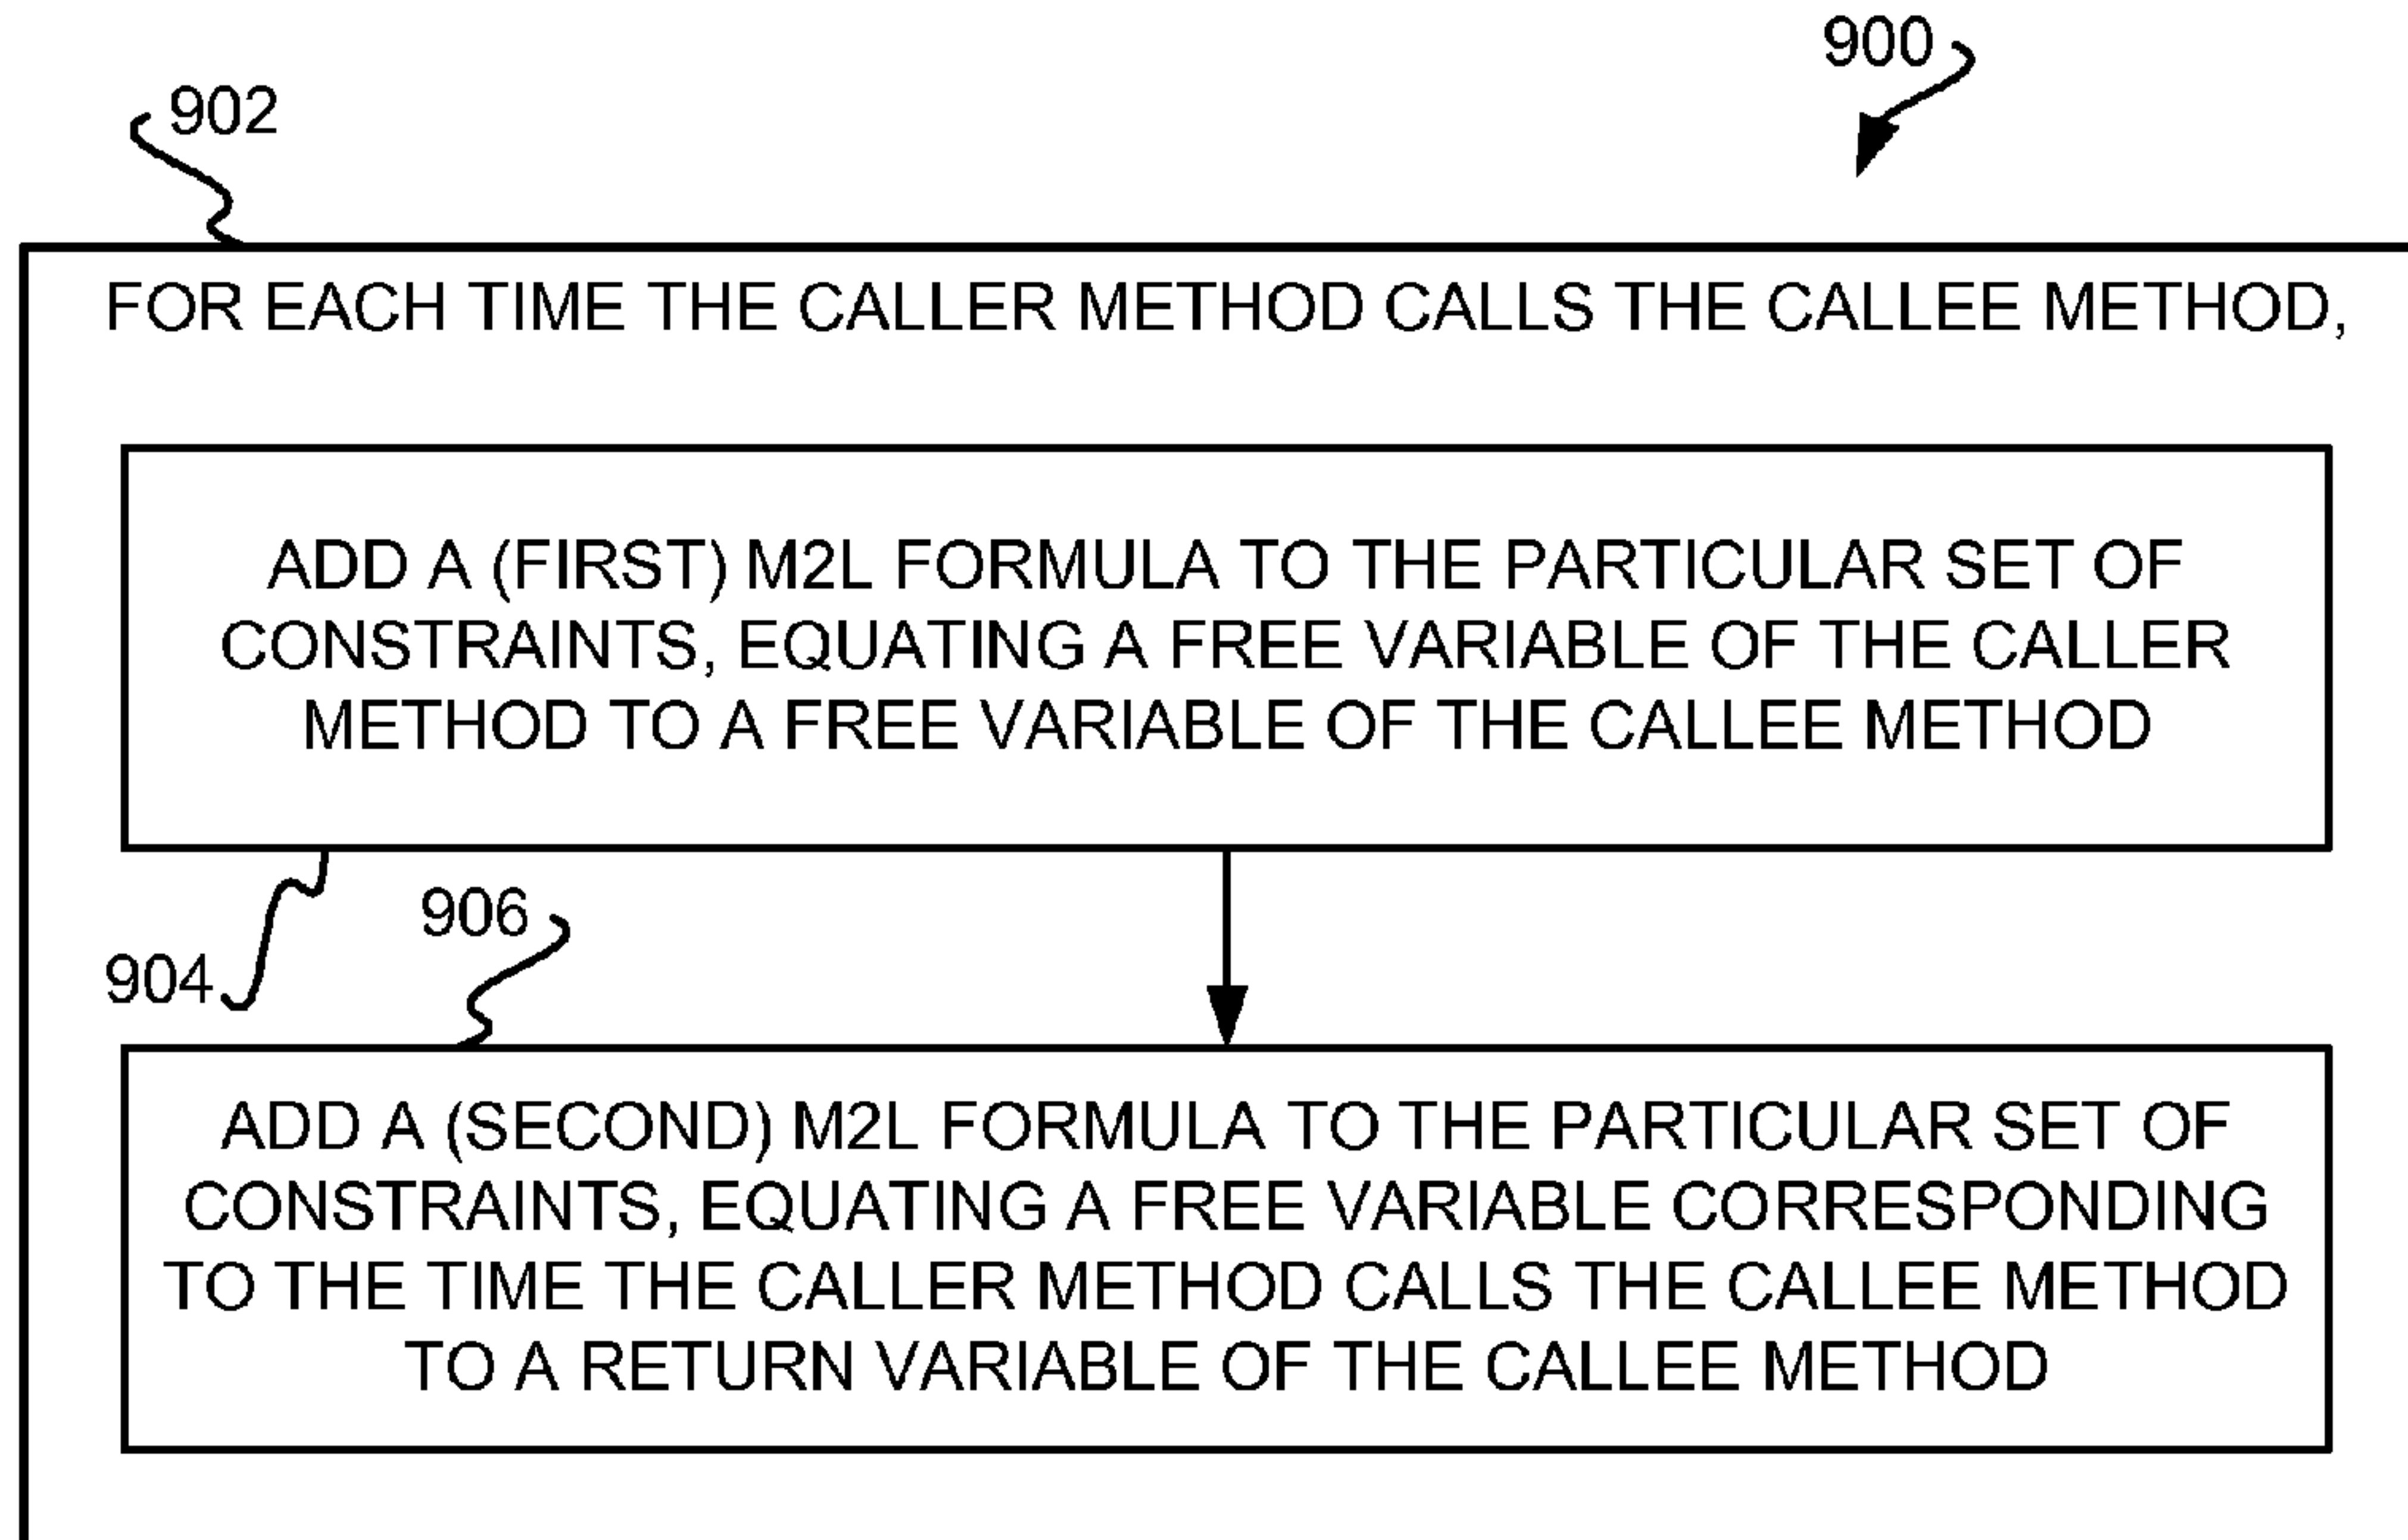 900
902
FOR EACH TIME THE CALLER METHOD CALLS THE CALLEE METHOD,
ADD A (FIRST) M2L FORMULA TO THE PARTICULAR SET OF
CONSTRAINTS, EQUATING A FREE VARIABLE OF THE CALLER
METHOD TO A FREE VARIABLE OF THE CALLEE METHOD
906
904
ADD A (SECOND) M2L FORMULA TO THE PARTICULAR SET OF
CONSTRAINTS, EQUATING A FREE VARIABLE CORRESPONDING
TO THE TIME THE CALLER METHOD CALLS THE CALLEE METHOD
TO A RETURN VARIABLE OF THE CALLEE METHOD